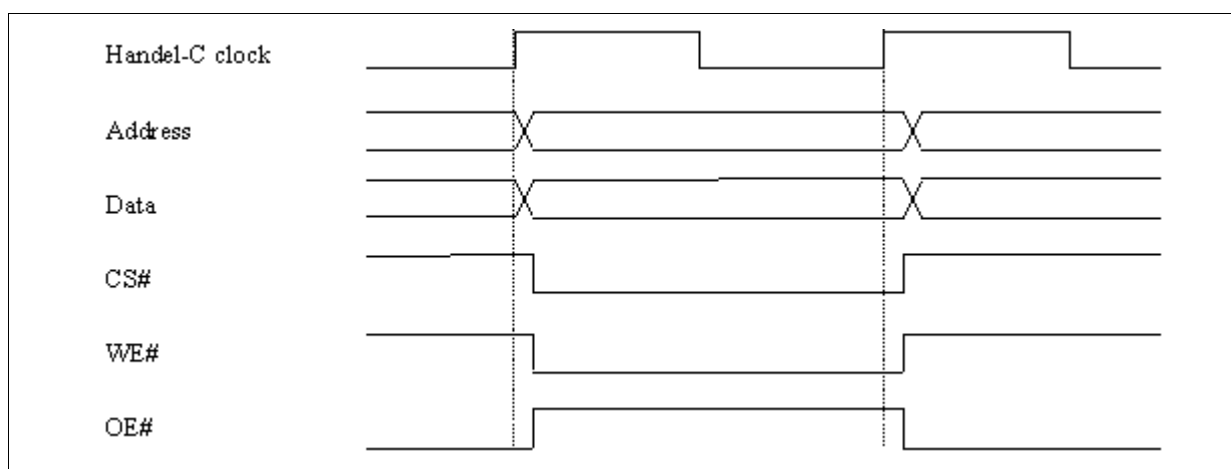 Handel-C clock
Address
Data
CS#
WE#
OE#